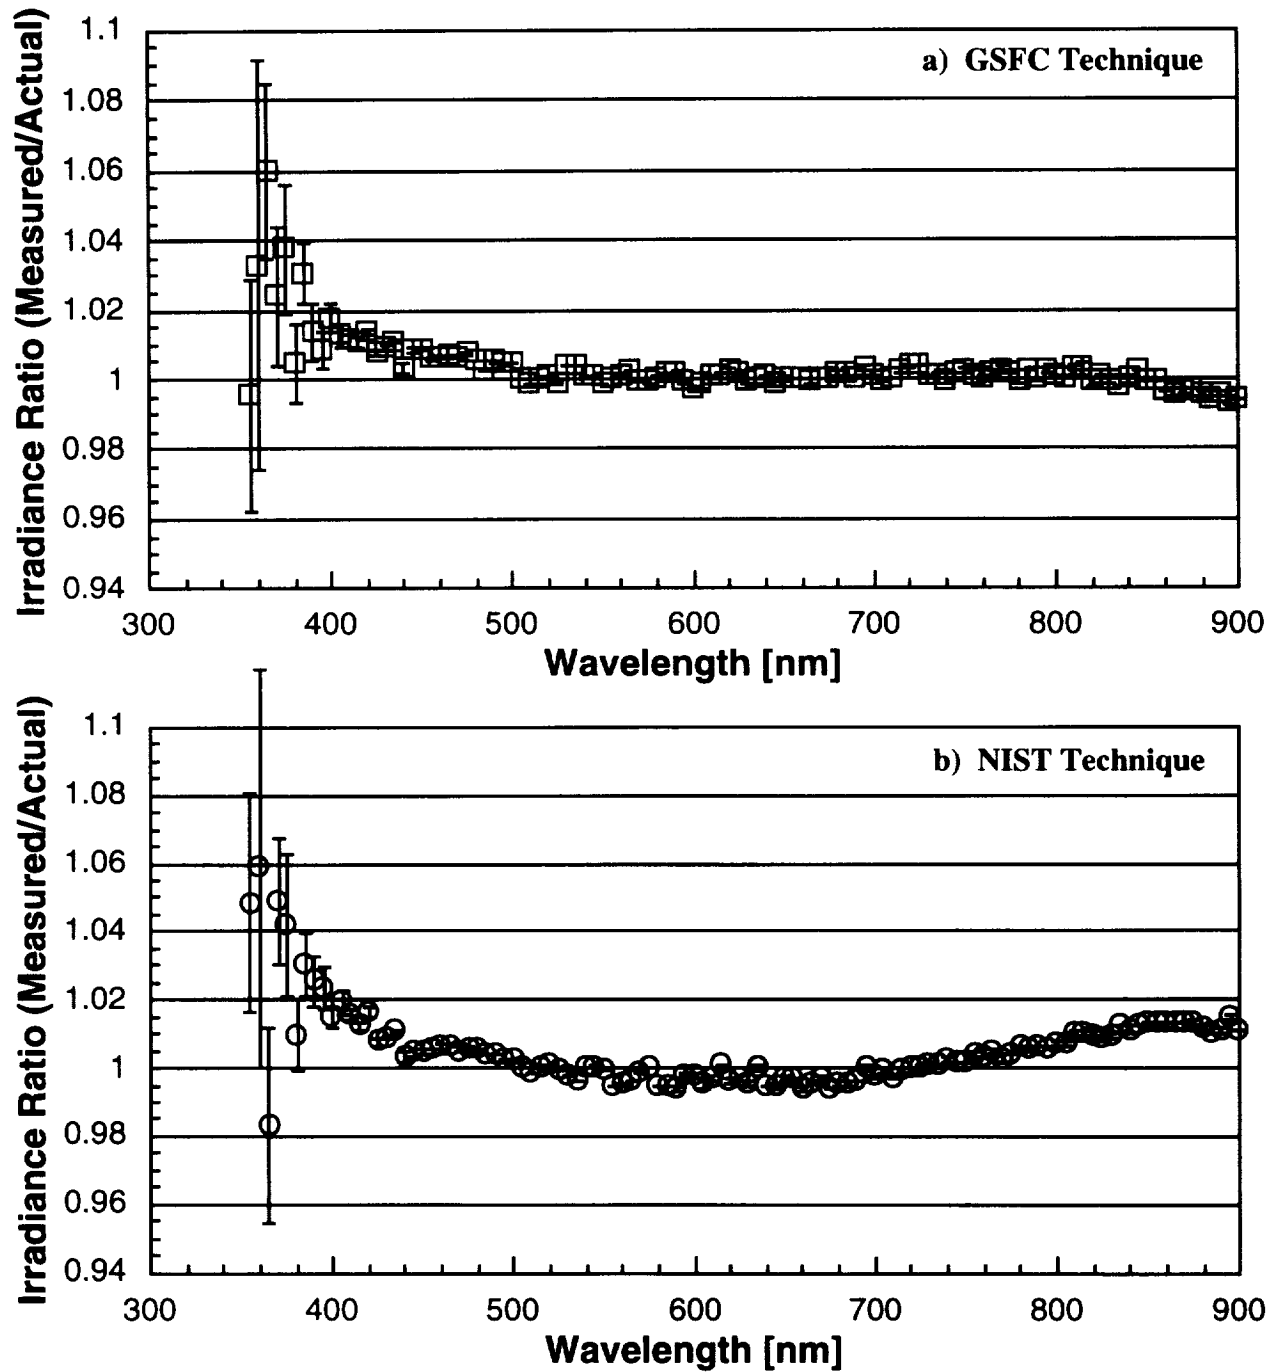 a) GSFC Technique
Irradiance Ratio (Measured/Actual)
1.1
1.08
1.06
1.04
1.02
1
0.98
0.96
0.94
300 400 500 600 700 800 900
Wavelength [nm]
b) NIST Technique
Irradiance Ratio (Measured/Actual)
1.1
1.08
1.06
1.04
1.02
1
0.98
0.96
0.94
300 400 500 600 700 800 900
Wavelength [nm]